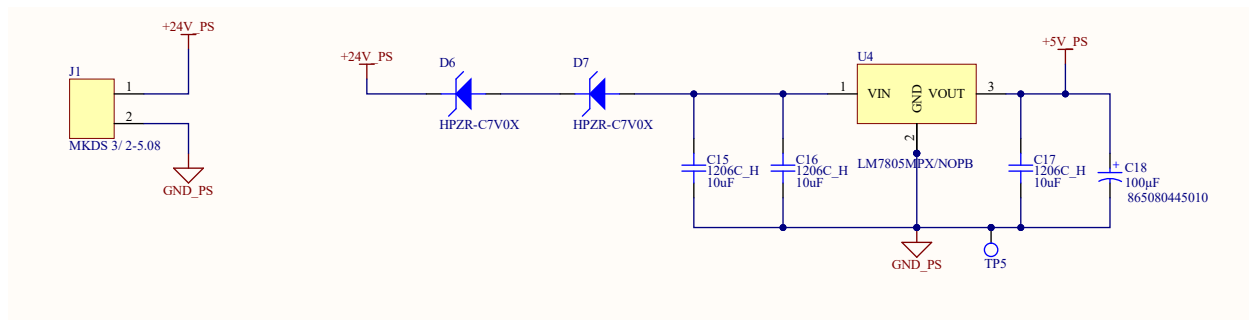 +24V_PS
J1
1
2
MKDS 3/ 2-5.08
GND_PS
+24V_PS
D6
HPZR-C7V0X
D7
HPZR-C7V0X
U4
1
VIN
GND
VOUT
3
2
LM7805MPX/NOPB
+5V_PS
C15
1206C_H
10uF
C16
1206C_H
10uF
C17
1206C_H
10uF
+
C18
100µF
865080445010
GND_PS
TP5